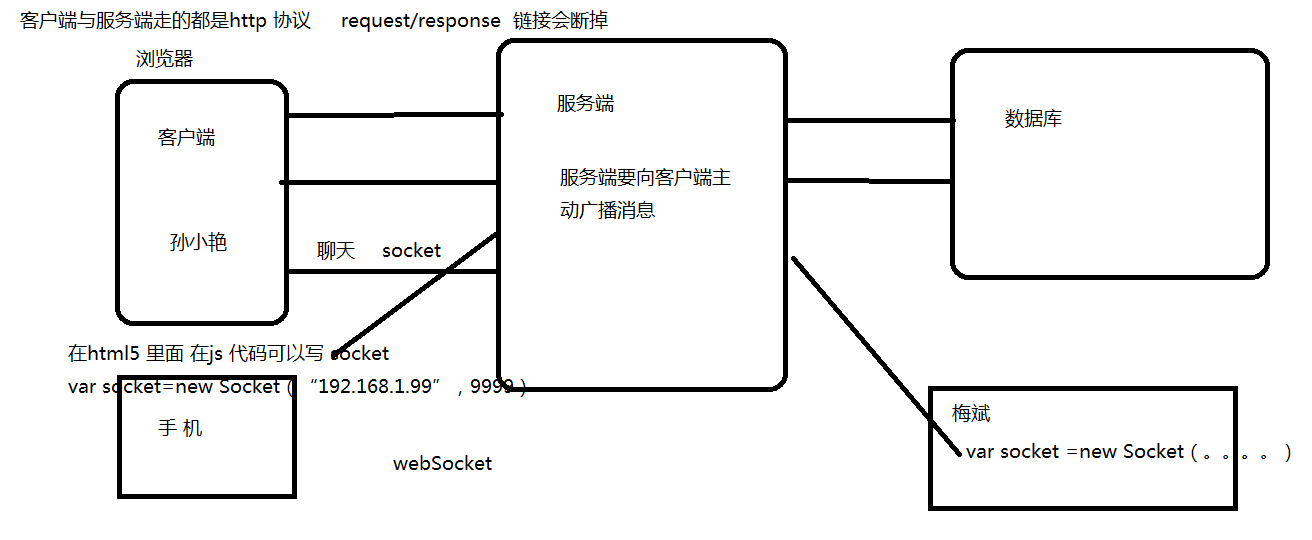 客户端与服务端走的都是http 协议 request/response 链接会断掉
浏览器
客户端
孙小艳
服务端
服务端要向客户端主
动广播消息
数据库
聊天 socket
在html5 里面 在js 代码可以写 socket
var socket=new Socket（ “192.168.1.99” ，9999）
手 机
webSocket
梅斌
var socket =new Socket（。。。。）